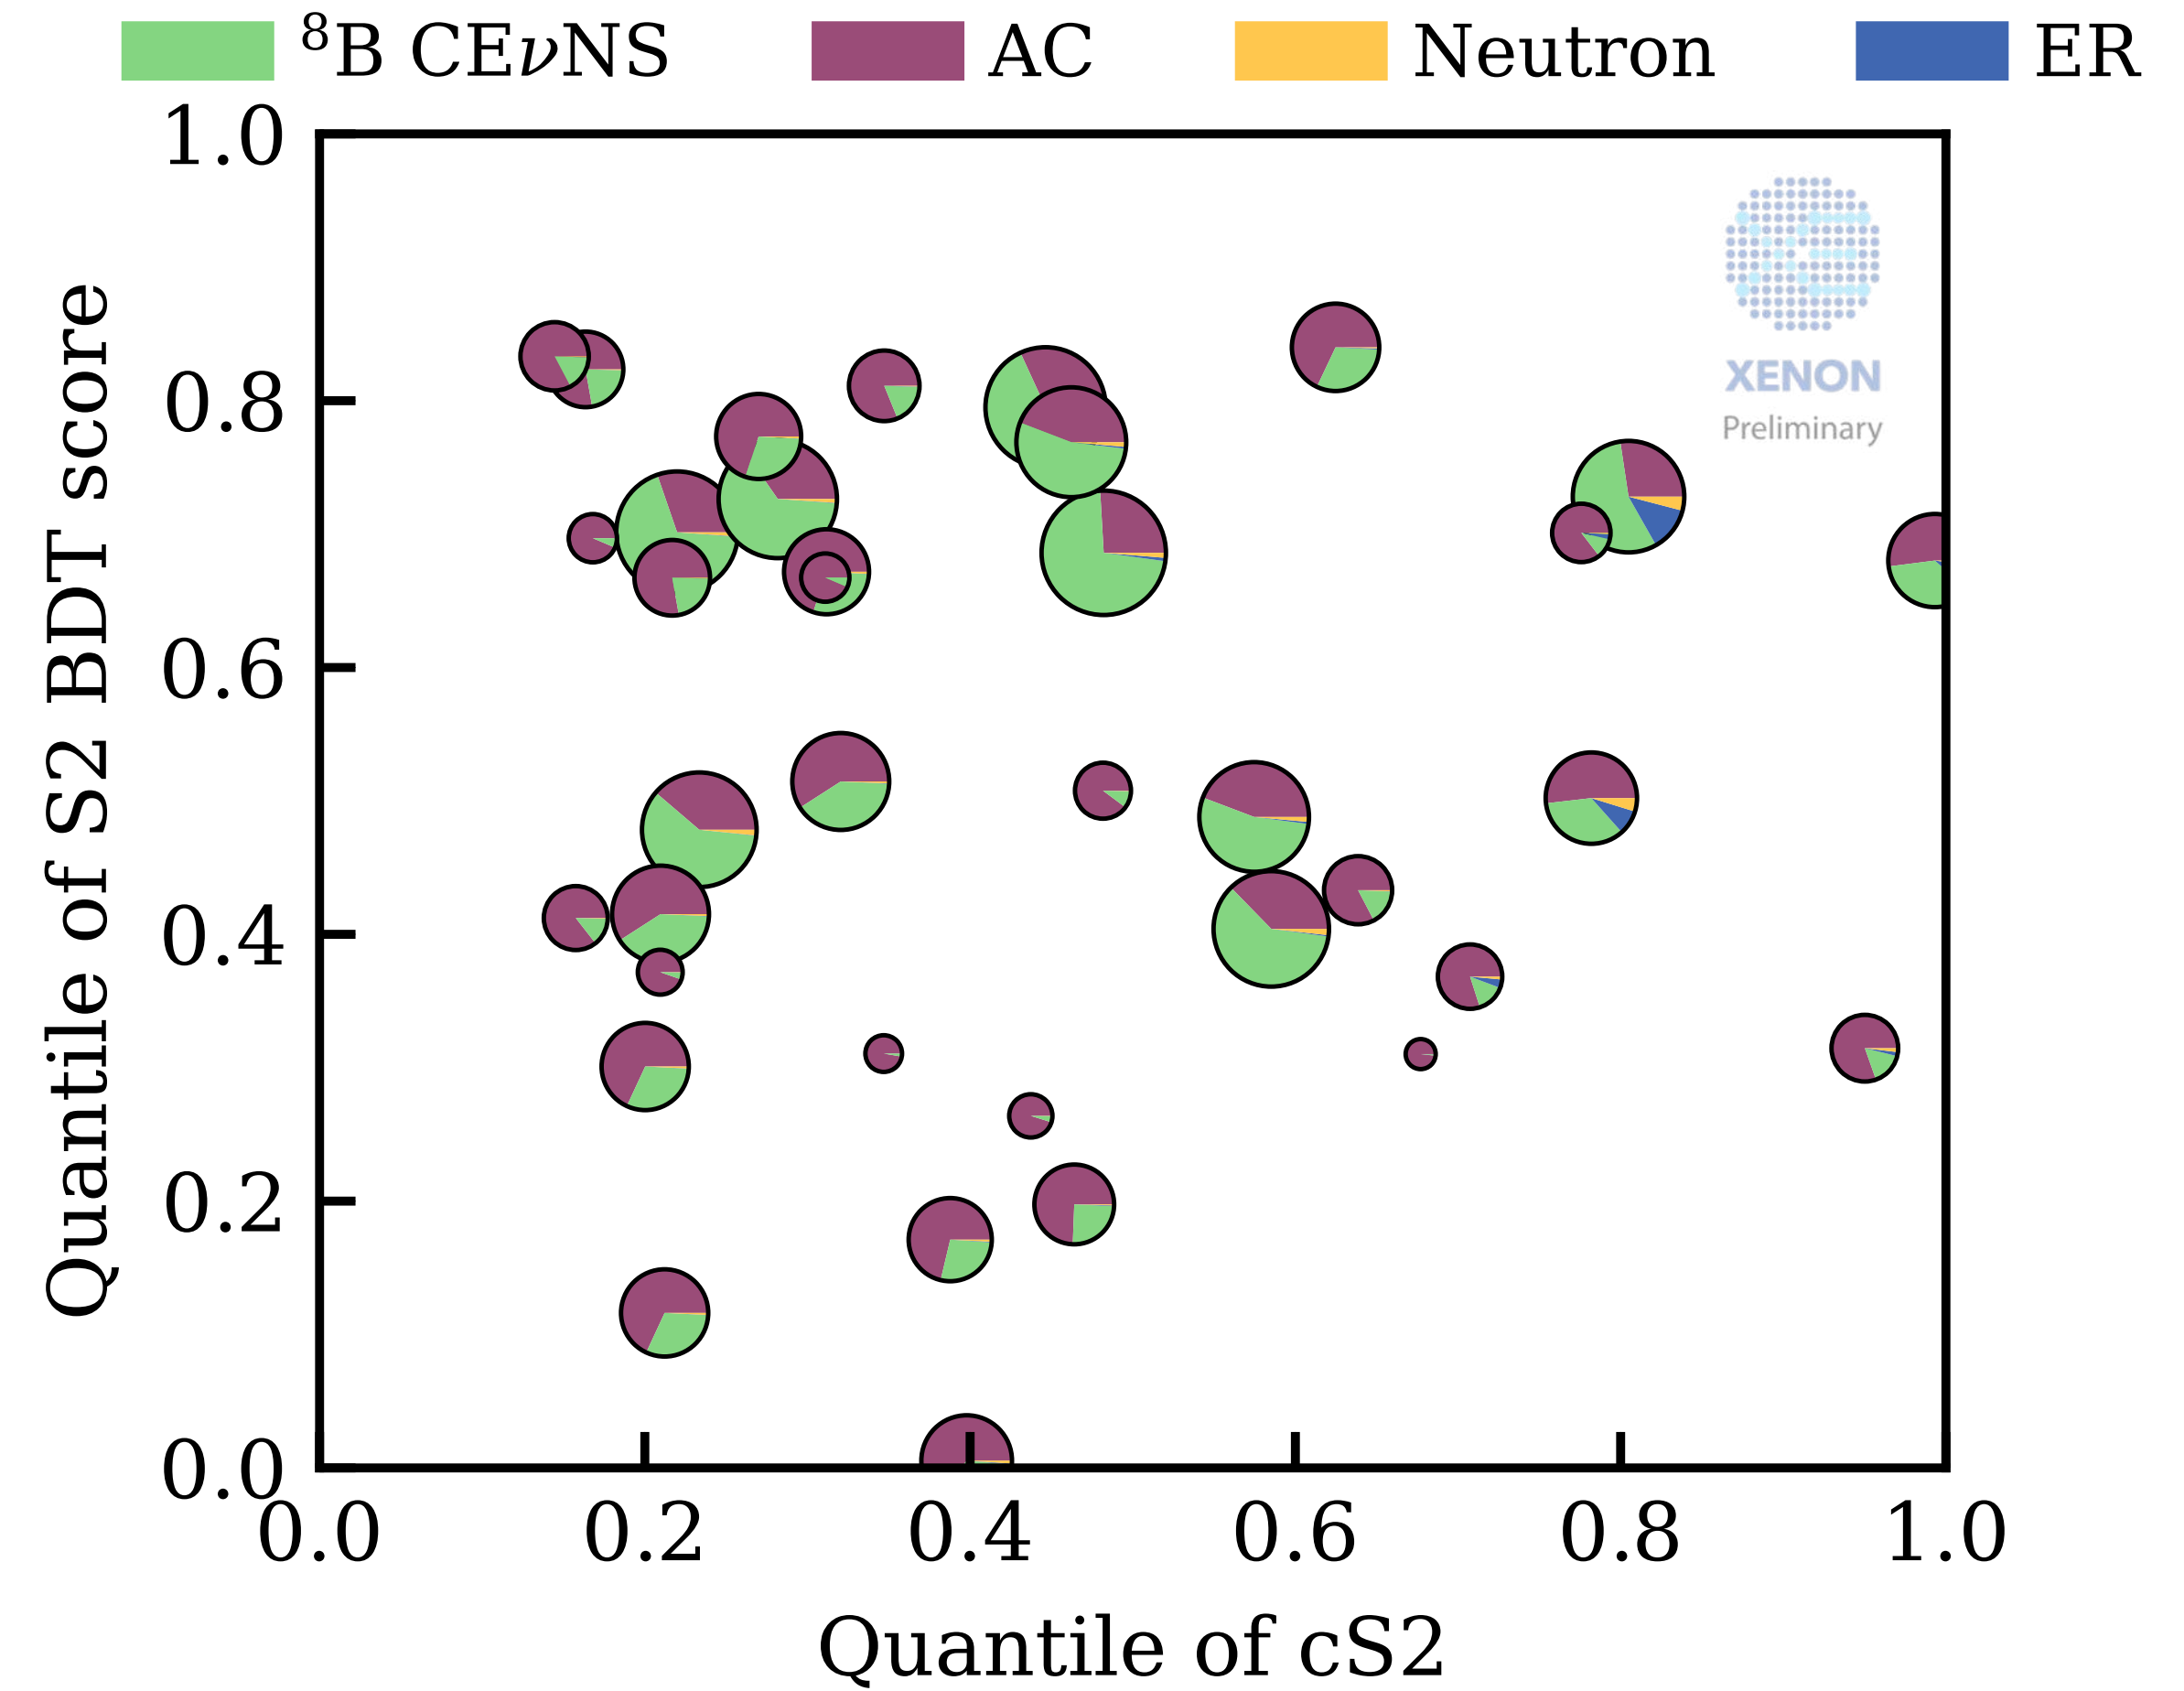 ⁸B CEνNS AC Neutron ER
1.0
0.8
0.6
0.4
0.2
0.0
Quantile of S2 BDT score
XENON
Preliminary
0.0 0.2 0.4 0.6 0.8 1.0
Quantile of cS2